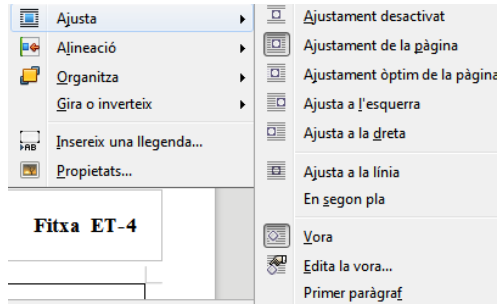 Ajusta
Alineació
Organitza
Gira o inverteix
Insereix una llegenda...
Propietats...
Fitxa ET-4
Ajustament desactivat
Ajustament de la pàgina
Ajustament òptim de la pàgina
Ajusta a l'esquerra
Ajusta a la dreta
Ajusta a la línia
En segon pla
Vora
Edita la vora...
Primer paràgraf